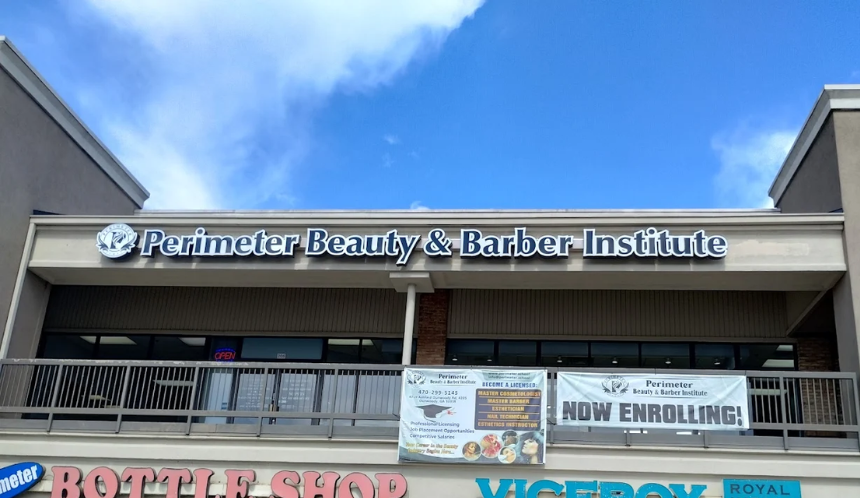 Perimeter Beauty & Barber Institute
OPEN
Perimeter
Beauty & Barber Institute
BECOME A LICENSED:
MASTER COSMETOLOGIST
MASTER BARBER
ESTHETICIAN
NAIL TECHNICIAN
ESTHETICS INSTRUCTOR
Professional Licensing
Job Placement Opportunities
Competitive Salaries
Perimeter
Beauty & Barber Institute
NOW ENROLLING!
meter
BOTTLE SHOP
VICEROY
ROYAL